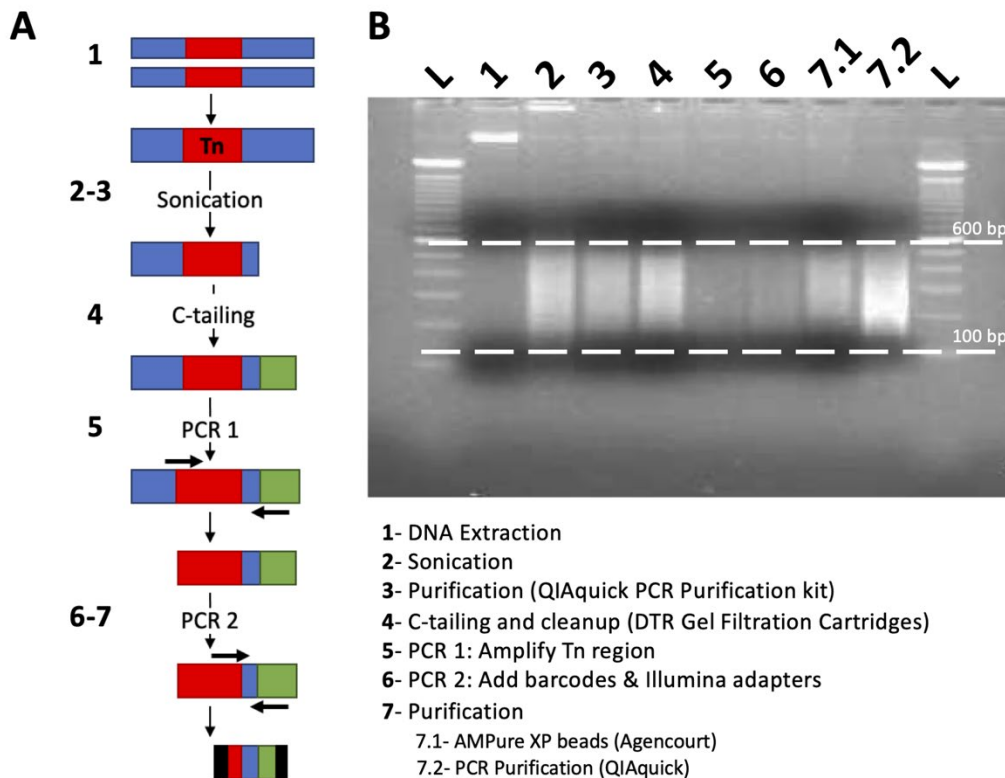 A
1
Tn
2-3
Sonication
4
C-tailing
5
PCR 1
6-7
PCR 2
B
L 1 2 3 4 5 6 7.1 7.2 L
600 bp
100 bp
1- DNA Extraction
2- Sonication
3- Purification (QIAquick PCR Purification kit)
4- C-tailing and cleanup (DTR Gel Filtration Cartridges)
5- PCR 1: Amplify Tn region
6- PCR 2: Add barcodes & Illumina adapters
7- Purification
7.1- AMPure XP beads (Agencourt)
7.2- PCR Purification (QIAquick)